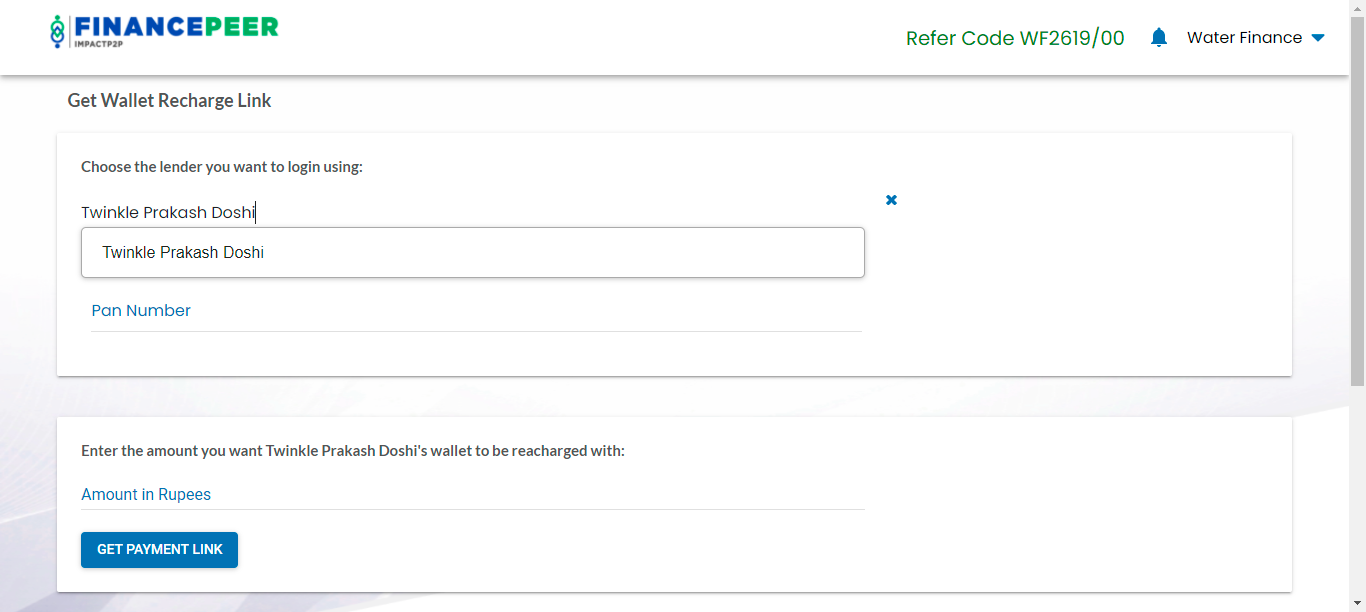 FINANCEPEER
IMPACTP2P
Refer Code WF2619/00
Water Finance
Get Wallet Recharge Link
Choose the lender you want to login using:
Twinkle Prakash Doshi
Twinkle Prakash Doshi
Pan Number
Enter the amount you want Twinkle Prakash Doshi's wallet to be reacharged with:
Amount in Rupees
GET PAYMENT LINK